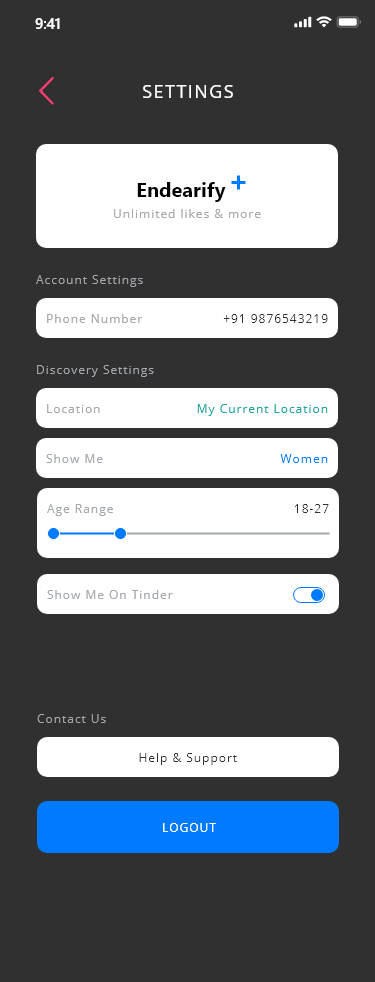 9:41
SETTINGS
Endearify +
Unlimited likes & more
Account Settings
Phone Number +91 9876543219
Discovery Settings
Location My Current Location
Show Me Women
Age Range 18-27
Show Me On Tinder
Contact Us
Help & Support
LOGOUT